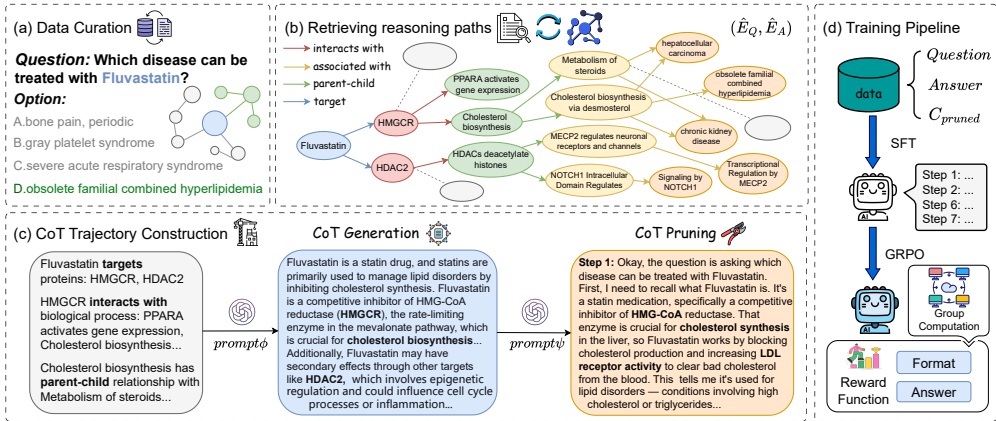 (a) Data Curation
Question: Which disease can be
treated with Fluvastatin?
Option:
A.bone pain, periodic
B.gray platelet syndrome
C.severe acute respiratory syndrome
D.obsolete familial combined hyperlipidemia
(b) Retrieving reasoning paths
(Ê_Q, Ê_A)
interacts with
associated with
parent-child
target
Fluvastatin
HMGCR
HDAC2
PPARA activates
gene expression
Cholesterol
biosynthesis
HDACs deacetylate
histones
Metabolism of
steroids
Cholesterol biosynthesis
via desmosterol
MECP2 regulates neuronal
receptors and channels
NOTCH1 Intracellular
Domain Regulates
hepatocellular
carcinoma
obsolete familial
combined
hyperlipidemia
chronic kidney
disease
Signaling by
NOTCH1
Transcriptional
Regulation by
MECP2
(c) CoT Trajectory Construction
Fluvastatin targets
proteins: HMGCR, HDAC2
HMGCR interacts with
biological process: PPARA
activates gene expression,
Cholesterol biosynthesis...
Cholesterol biosynthesis has
parent-child relationship with
Metabolism of steroids...
promptϕ
CoT Generation
Fluvastatin is a statin drug, and statins are
primarily used to manage lipid disorders by
inhibiting cholesterol synthesis. Fluvastatin
is a competitive inhibitor of HMG-CoA
reductase (HMGCR), the rate-limiting
enzyme in the mevalonate pathway, which
is crucial for cholesterol biosynthesis...
Additionally, Fluvastatin may have
secondary effects through other targets
like HDAC2, which involves epigenetic
regulation and could influence cell cycle
processes or inflammation...
promptψ
CoT Pruning
Step 1: Okay, the question is asking which
disease can be treated with Fluvastatin.
First, I need to recall what Fluvastatin is. It's
a statin medication, specifically a competitive
inhibitor of HMG-CoA reductase. That
enzyme is crucial for cholesterol synthesis
in the liver, so Fluvastatin works by blocking
cholesterol production and increasing LDL
receptor activity to clear bad cholesterol
from the blood. This tells me it's used for
lipid disorders — conditions involving high
cholesterol or triglycerides...
(d) Training Pipeline
data
Question
Answer
C_pruned
SFT
AI
Step 1: ...
Step 2: ...
Step 6: ...
Step 7: ...
GRPO
AI
Group
Computation
Reward
Function
Format
Answer